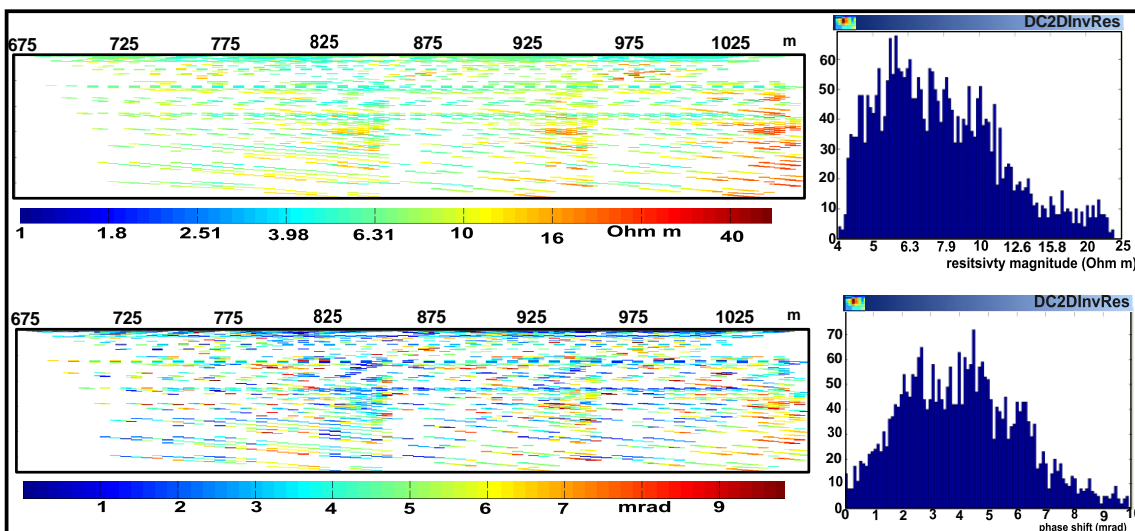 675 725 775 825 875 925 975 1025 m
1 1.8 2.51 3.98 6.31 10 16 Ohm m 40
DC2DInvRes
60
50
40
30
20
10
0
4 5 6.3 7.9 10 12.6 15.8 20 25
resitsivty magnitude (Ohm m)
675 725 775 825 875 925 975 1025 m
1 2 3 4 5 6 7 mrad 9
DC2DInvRes
70
60
50
40
30
20
10
0
0 1 2 3 4 5 6 7 8 9 10
phase shift (mrad)